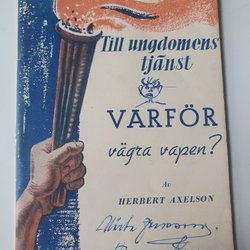 Till ungdomens
tjänst
VARFÖR
vägra vapen?
Av
HERBERT AXELSON